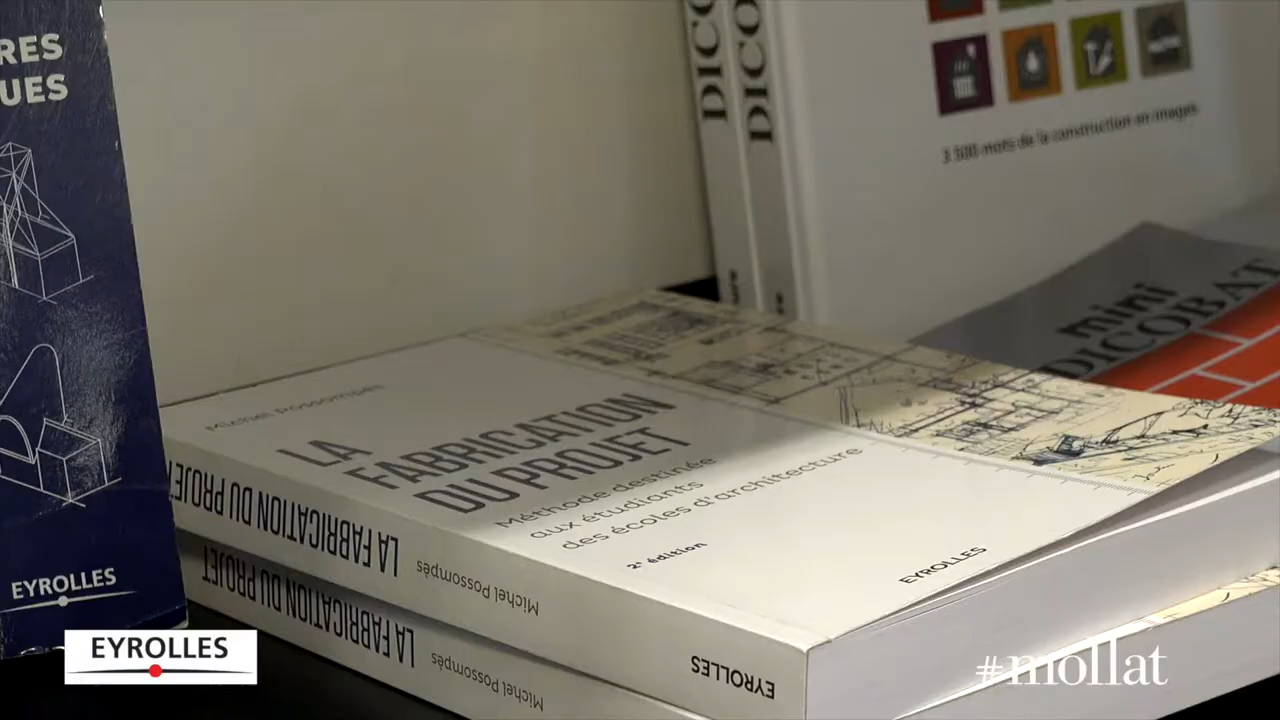 RES
UES
EYROLLES
DICO
DICO
3 500 mots de la construction en images
mini
DICOBAT
Michel Possompès
LA
FABRICATION
DU PROJET
Méthode destinée
aux étudiants
des écoles d'architecture
2e édition
EYROLLES
LA FABRICATION DU PROJET
Michel Possompès
EYROLLES
LA FABRICATION DU PROJET
Michel Possompès
EYROLLES
#mollat